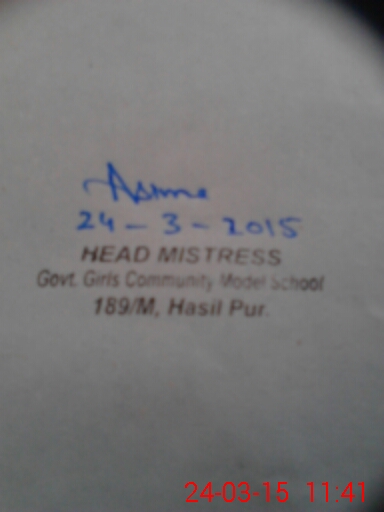 Asma
24-3-2015
HEAD MISTRESS
Govt. Girls Community Model School
189/M, Hasil Pur.
24-03-15 11:41